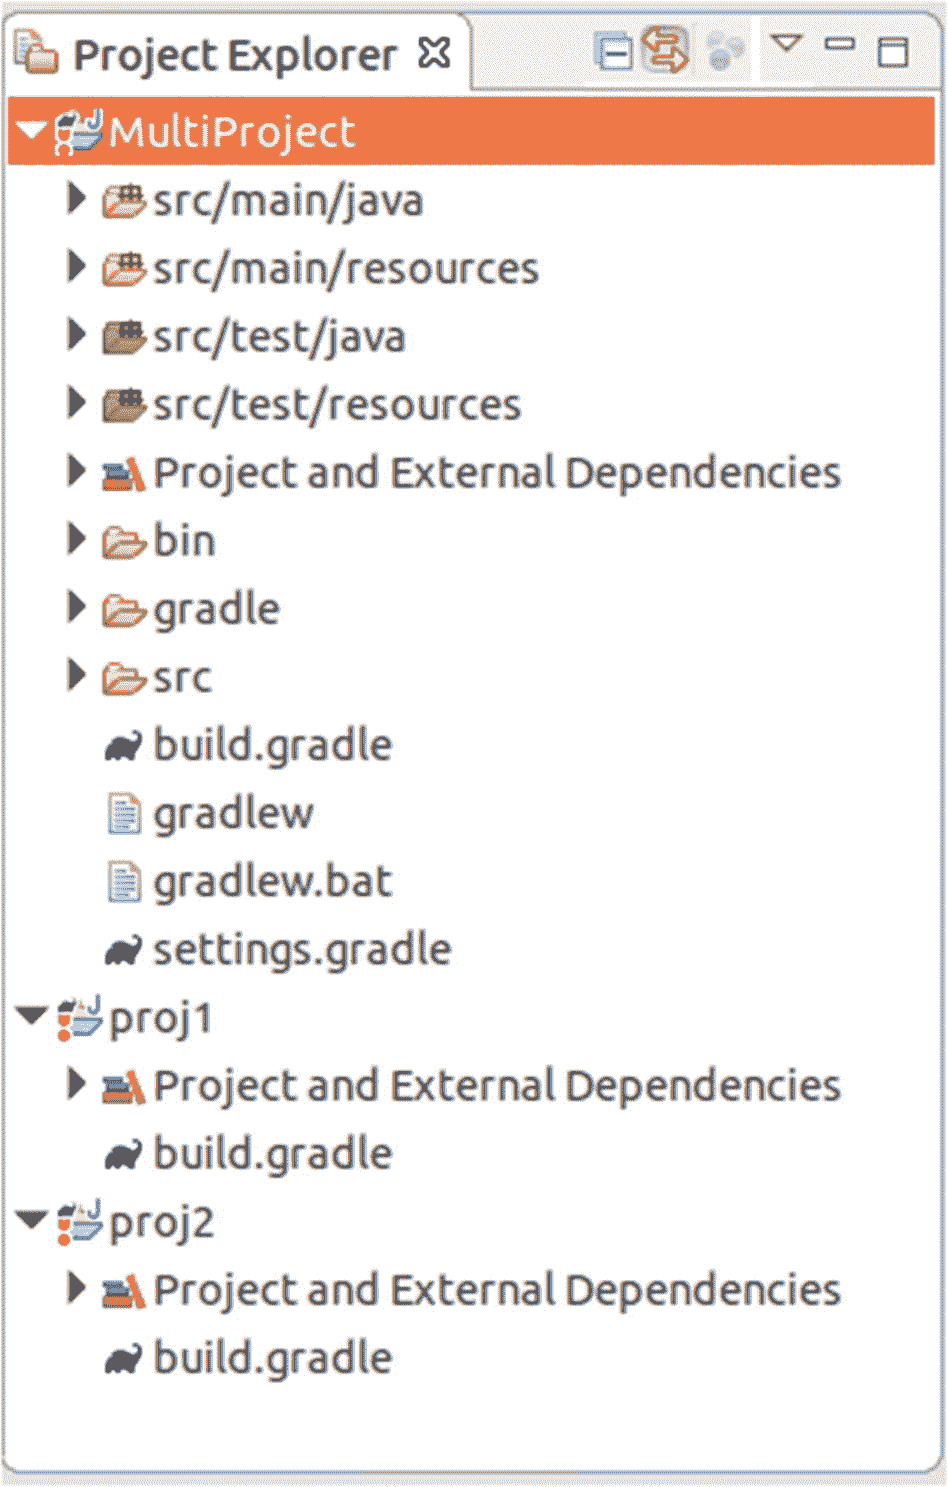 Project Explorer
MultiProject
src/main/java
src/main/resources
src/test/java
src/test/resources
Project and External Dependencies
bin
gradle
src
build.gradle
gradlew
gradlew.bat
settings.gradle
proj1
Project and External Dependencies
build.gradle
proj2
Project and External Dependencies
build.gradle